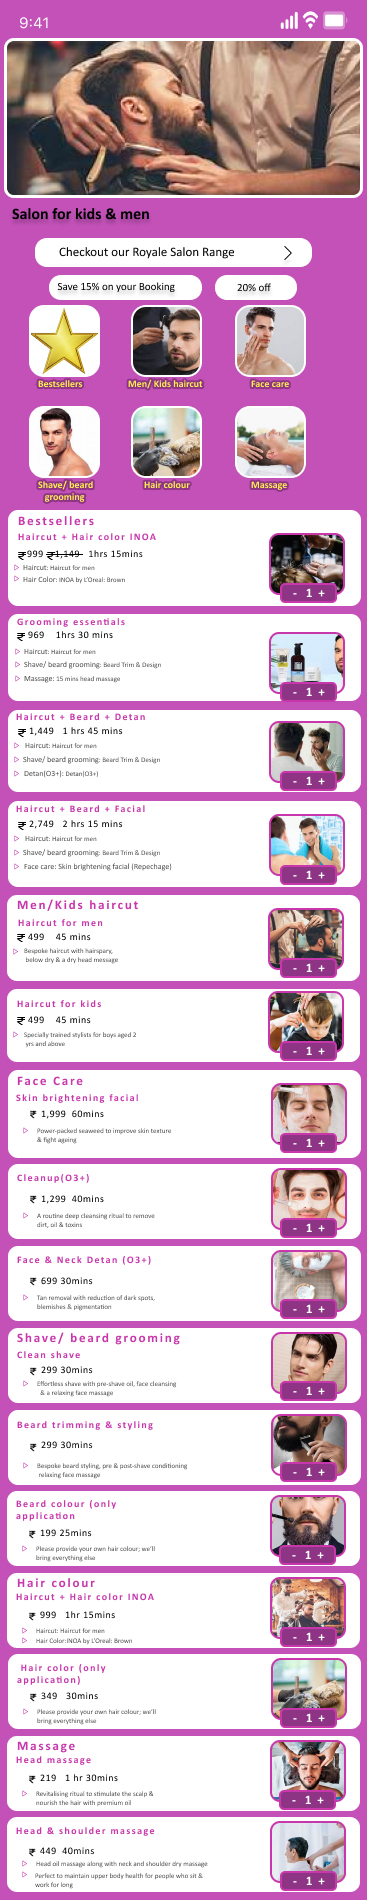 9:41
Salon for kids & men
Checkout our Royale Salon Range
Save 15% on your Booking
20% off
Bestsellers
Men/ Kids haircut
Face care
Shave/ beard
grooming
Hair colour
Massage
Bestsellers
Haircut + Hair color INOA
₹999 ₹1,149 1hrs 15mins
Haircut: Haircut for men
Hair Color: INOA by L'Oreal: Brown
- 1 +
Grooming essentials
₹ 969 1hrs 30 mins
Haircut: Haircut for men
Shave/ beard grooming: Beard Trim & Design
Massage: 15 mins head massage
- 1 +
Haircut + Beard + Detan
₹ 1,449 1 hrs 45 mins
Haircut: Haircut for men
Shave/ beard grooming: Beard Trim & Design
Detan(O3+): Detan(O3+)
- 1 +
Haircut + Beard + Facial
₹ 2,749 2 hrs 15 mins
Haircut: Haircut for men
Shave/ beard grooming: Beard Trim & Design
Face care: Skin brightening facial (Repechage)
- 1 +
Men/Kids haircut
Haircut for men
₹ 499 45 mins
Bespoke haircut with hairspary,
below dry & a dry head message
- 1 +
Haircut for kids
₹ 499 45 mins
Specially trained stylists for boys aged 2
yrs and above
- 1 +
Face Care
Skin brightening facial
₹ 1,999 60mins
Power-packed seaweed to improve skin texture
& fight ageing
- 1 +
Cleanup(O3+)
₹ 1,299 40mins
A routine deep cleansing ritual to remove
dirt, oil & toxins
- 1 +
Face & Neck Detan (O3+)
₹ 699 30mins
Tan removal with reduction of dark spots,
blemishes & pigmentation
- 1 +
Shave/ beard grooming
Clean shave
₹ 299 30mins
Effortless shave with pre-shave oil, face cleansing
& a relaxing face massage
- 1 +
Beard trimming & styling
₹ 299 30mins
Bespoke beard styling, pre & post-shave conditioning
relaxing face massage
- 1 +
Beard colour (only
application
₹ 199 25mins
Please provide your own hair colour; we'll
bring everything else
- 1 +
Hair colour
Haircut + Hair color INOA
₹ 999 1hr 15mins
Haircut: Haircut for men
Hair Color:INOA by L'Oreal: Brown
- 1 +
Hair color (only
application)
₹ 349 30mins
Please provide your own hair colour; we'll
bring everything else
- 1 +
Massage
Head massage
₹ 219 1 hr 30mins
Revitalising ritual to stimulate the scalp &
nourish the hair with premium oil
- 1 +
Head & shoulder massage
₹ 449 40mins
Head oil massage along with neck and shoulder dry massage
Perfect to maintain upper body health for people who sit &
work for long
- 1 +